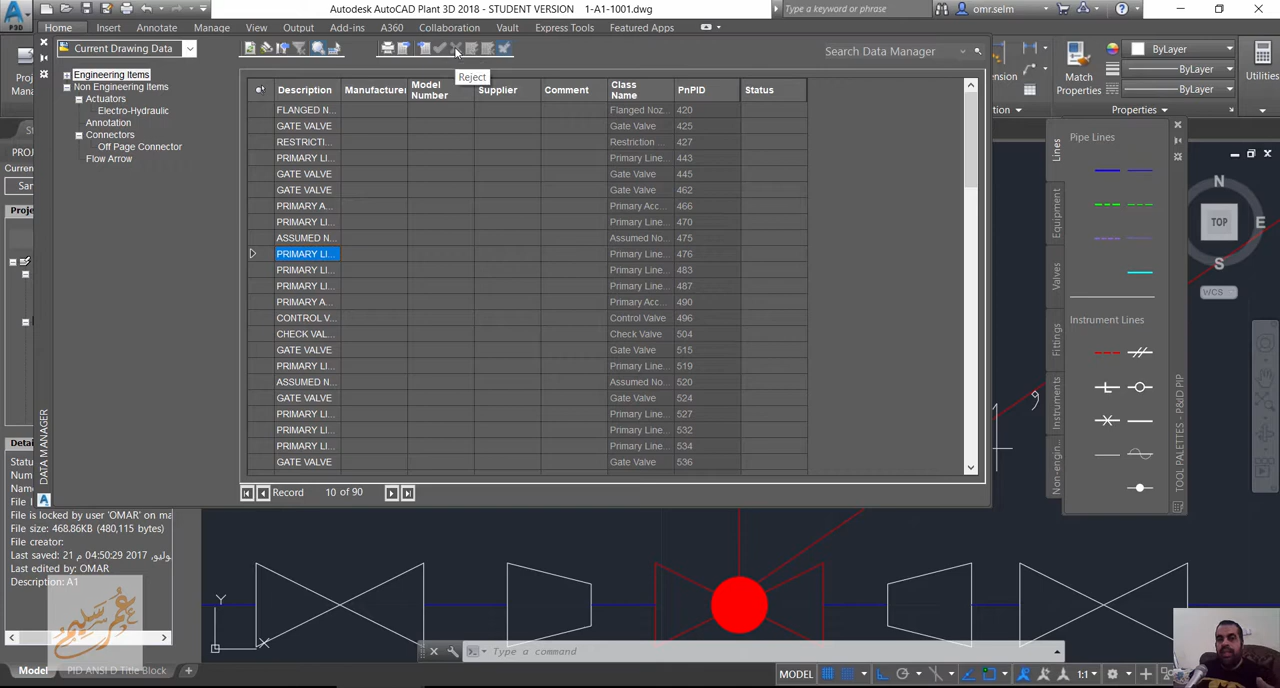 Autodesk AutoCAD Plant 3D 2018 - STUDENT VERSION 1-A1-1001.dwg
Type a keyword or phrase
omr.selm
P3D
Home Insert Annotate Manage View Output Add-ins A360 Collaboration Vault Express Tools Featured Apps
Current Drawing Data
Search Data Manager
Reject
Engineering Items
Non Engineering Items
Actuators
Electro-Hydraulic
Annotation
Connectors
Off Page Connector
Flow Arrow
Description Manufacturer Model Number Supplier Comment Class Name PnPID Status
FLANGED N... Flanged Noz... 420
GATE VALVE Gate Valve 425
RESTRICTI... Restriction ... 427
PRIMARY LI... Primary Line... 443
GATE VALVE Gate Valve 445
GATE VALVE Gate Valve 462
PRIMARY A... Primary Acc... 466
PRIMARY LI... Primary Line... 470
ASSUMED N... Assumed No... 475
PRIMARY LI... Primary Line... 476
PRIMARY LI... Primary Line... 483
PRIMARY LI... Primary Line... 487
PRIMARY A... Primary Acc... 490
CONTROL V... Control Valve 496
CHECK VAL... Check Valve 504
GATE VALVE Gate Valve 515
PRIMARY LI... Primary Line... 519
ASSUMED N... Assumed No... 520
GATE VALVE Gate Valve 524
PRIMARY LI... Primary Line... 527
PRIMARY LI... Primary Line... 532
PRIMARY LI... Primary Line... 534
GATE VALVE Gate Valve 536
Record 10 of 90
DATA MANAGER
Match Properties
ByLayer
ByLayer
ByLayer
Properties
Utilities
Pipe Lines
Instrument Lines
Lines
Equipment
Valves
Fittings
Instruments
Non-engin...
TOOL PALETTES - P&ID PIP
N
TOP
E
S
WCS
File is locked by user 'OMAR' on ma
File size: 468.86KB (480,115 bytes)
File creator:
Last saved: 21 يوليو, 2017 04:50:29 م
Last edited by: OMAR
Description: A1
عمر سليم
Y
X
Type a command
Model PID ANSI D Title Block
MODEL 1:1